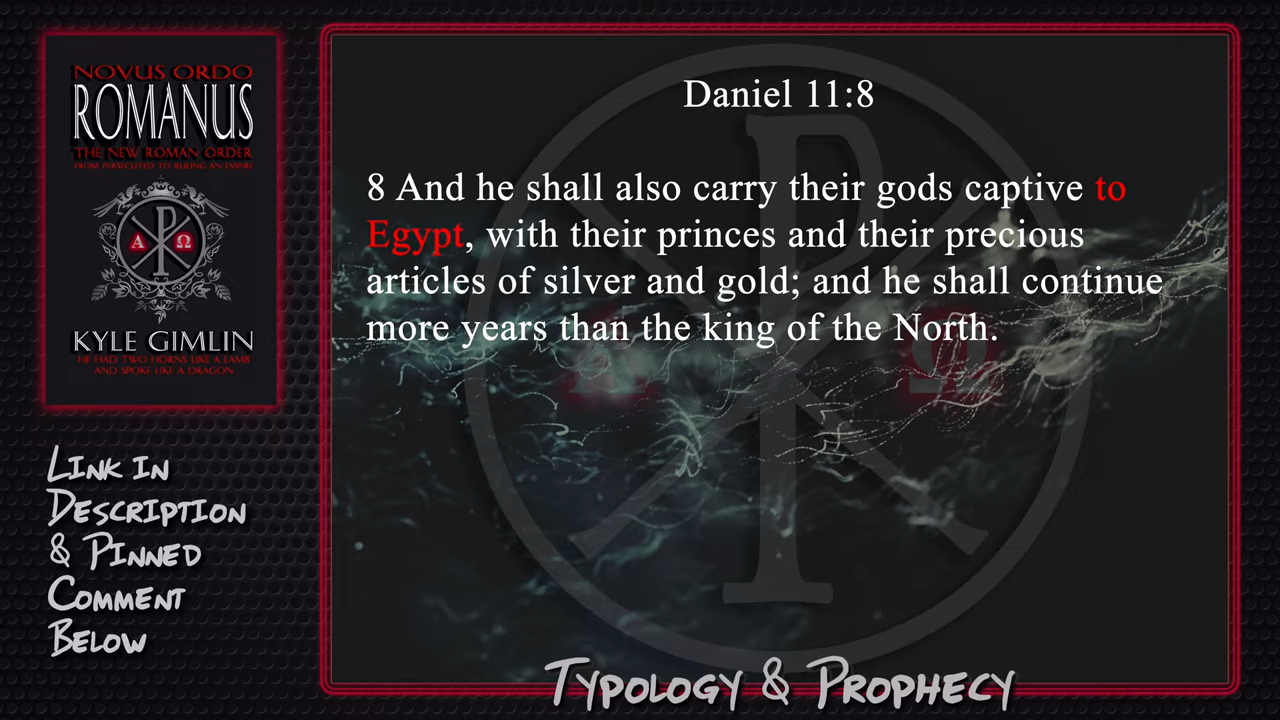 NOVUS ORDO
ROMANUS
THE NEW ROMAN ORDER
FROM PERSECUTED TO RULING AN EMPIRE
Α Ω
KYLE GIMLIN
HE HAD TWO HORNS LIKE A LAMB
AND SPOKE LIKE A DRAGON
LINK IN
DESCRIPTION
& PINNED
COMMENT
BELOW
Daniel 11:8
8 And he shall also carry their gods captive to
Egypt, with their princes and their precious
articles of silver and gold; and he shall continue
more years than the king of the North.
Α Ω
TYPOLOGY & PROPHECY